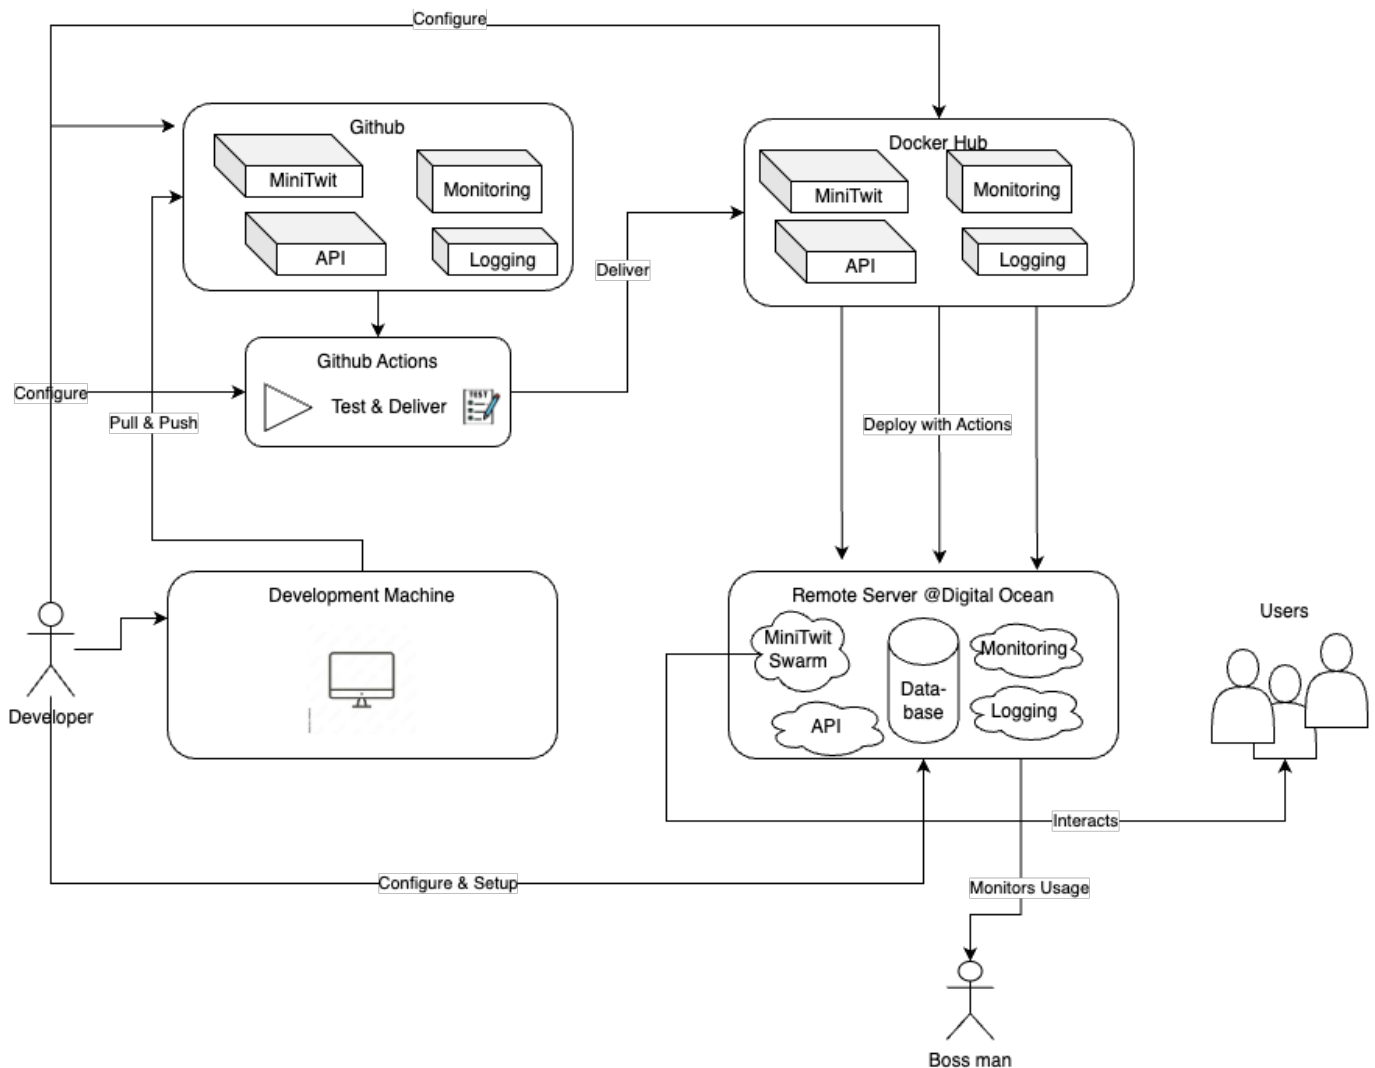 Configure
Github
MiniTwit
Monitoring
API
Logging
Docker Hub
MiniTwit
Monitoring
API
Logging
Deliver
Github Actions
Test & Deliver
TEST
Configure
Pull & Push
Deploy with Actions
Development Machine
Developer
Remote Server @Digital Ocean
MiniTwit
Swarm
Data-
base
Monitoring
Logging
API
Users
Interacts
Configure & Setup
Monitors Usage
Boss man